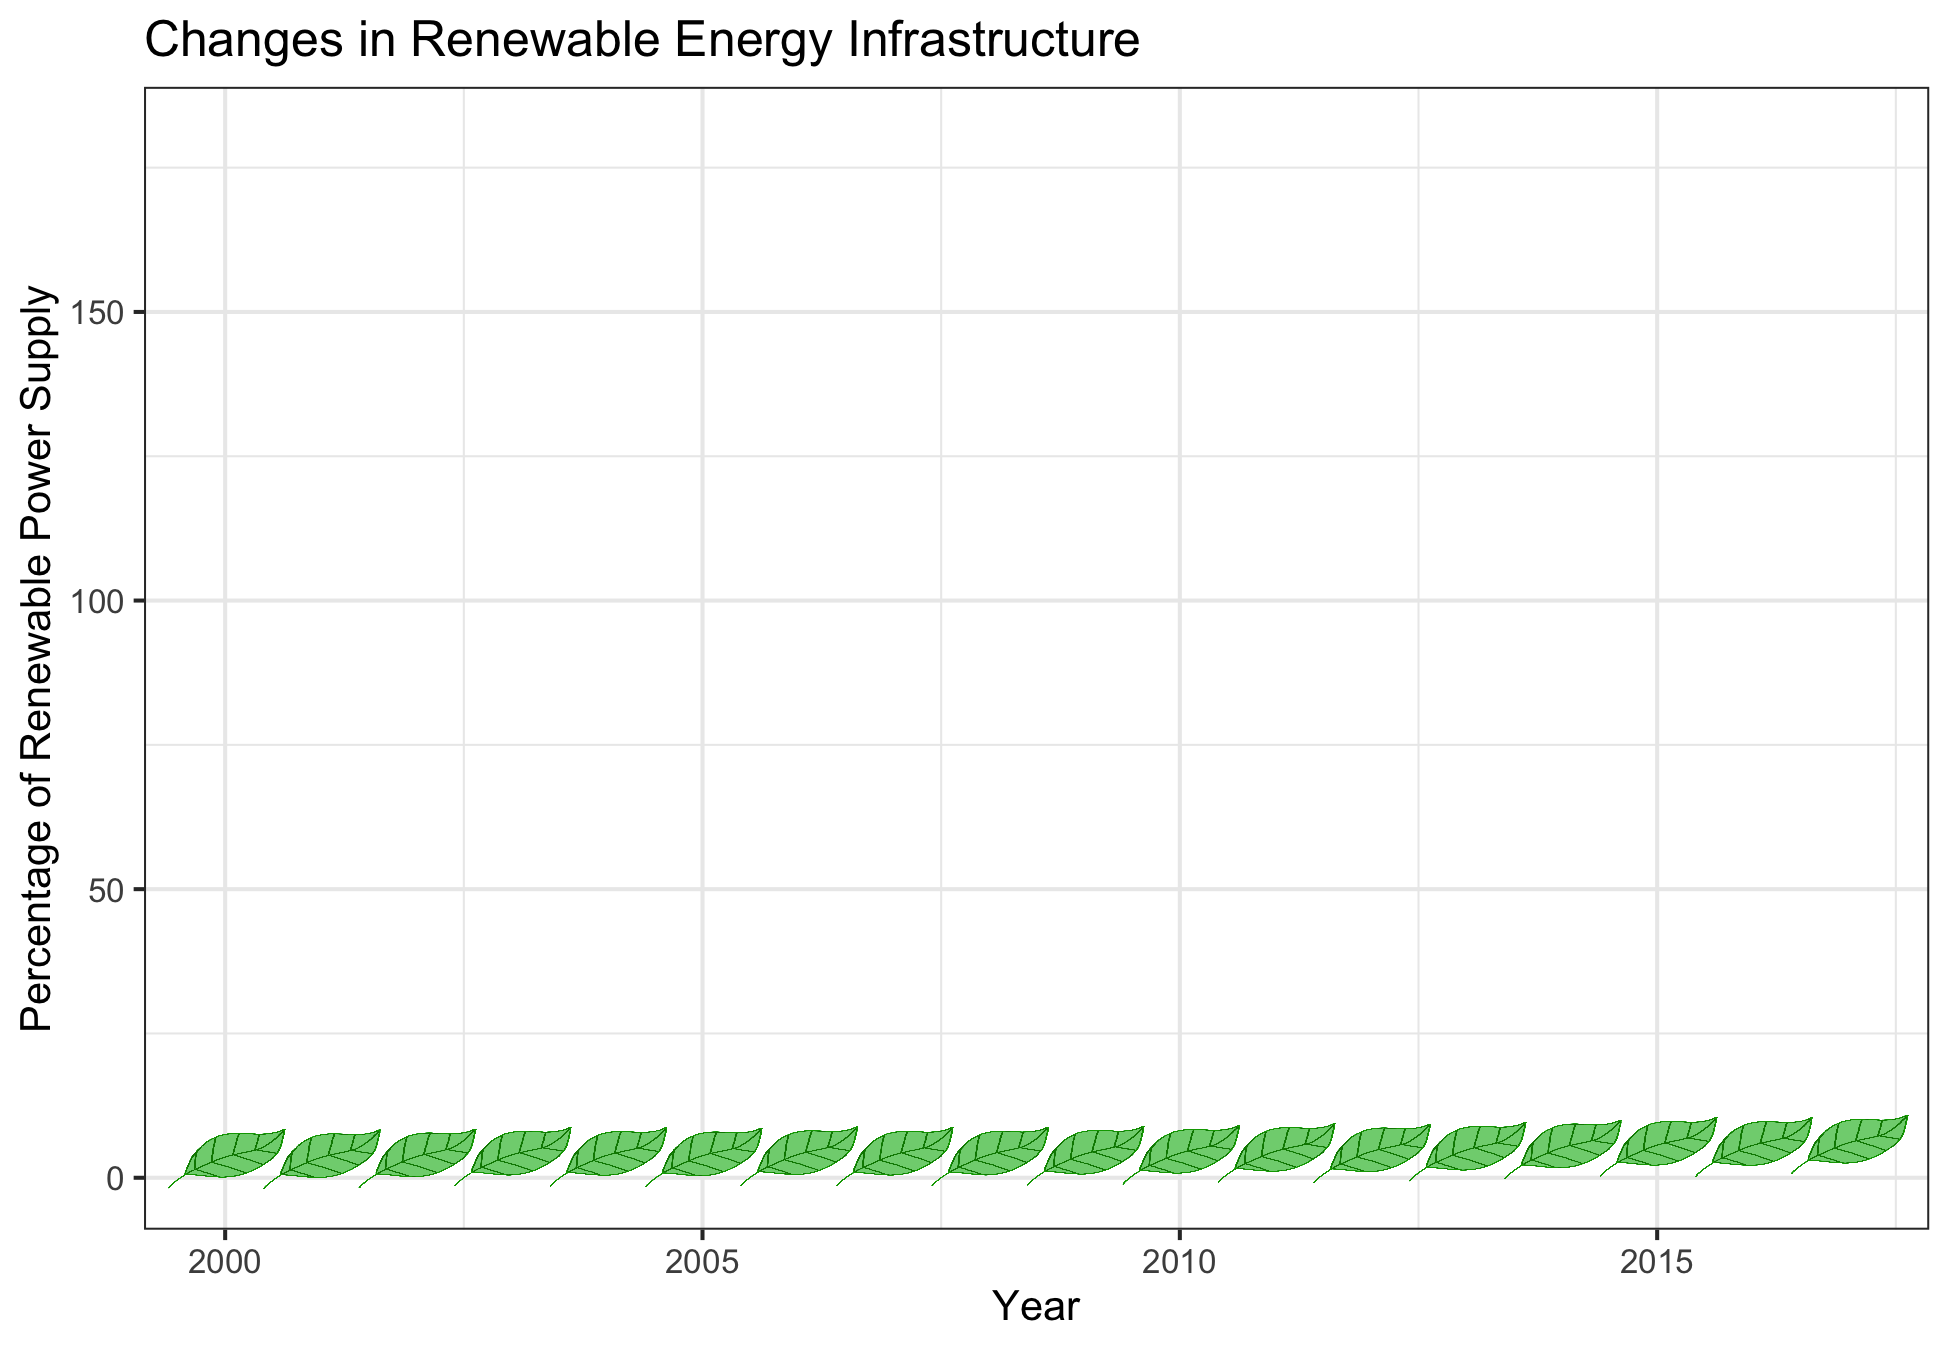 Changes in Renewable Energy Infrastructure
Percentage of Renewable Power Supply
150
100
50
0
2000 2005 2010 2015
Year